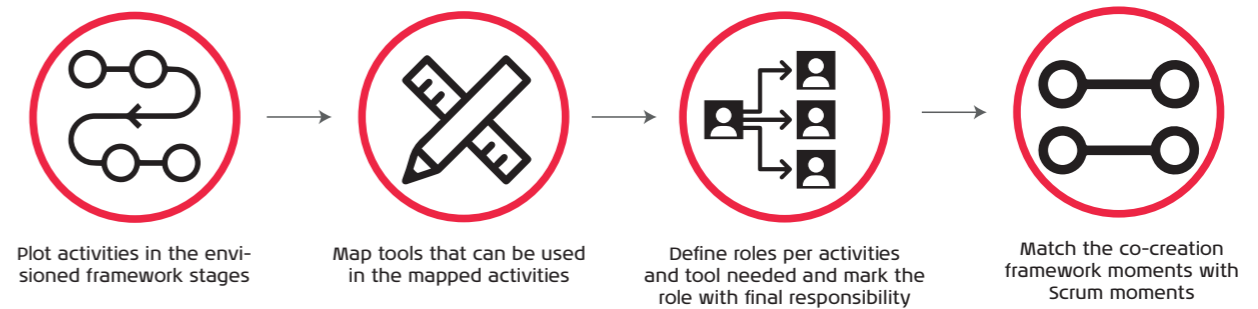 Plot activities in the envi-
sioned framework stages
Map tools that can be used
in the mapped activities
Define roles per activities
and tool needed and mark the
role with final responsibility
Match the co-creation
framework moments with
Scrum moments